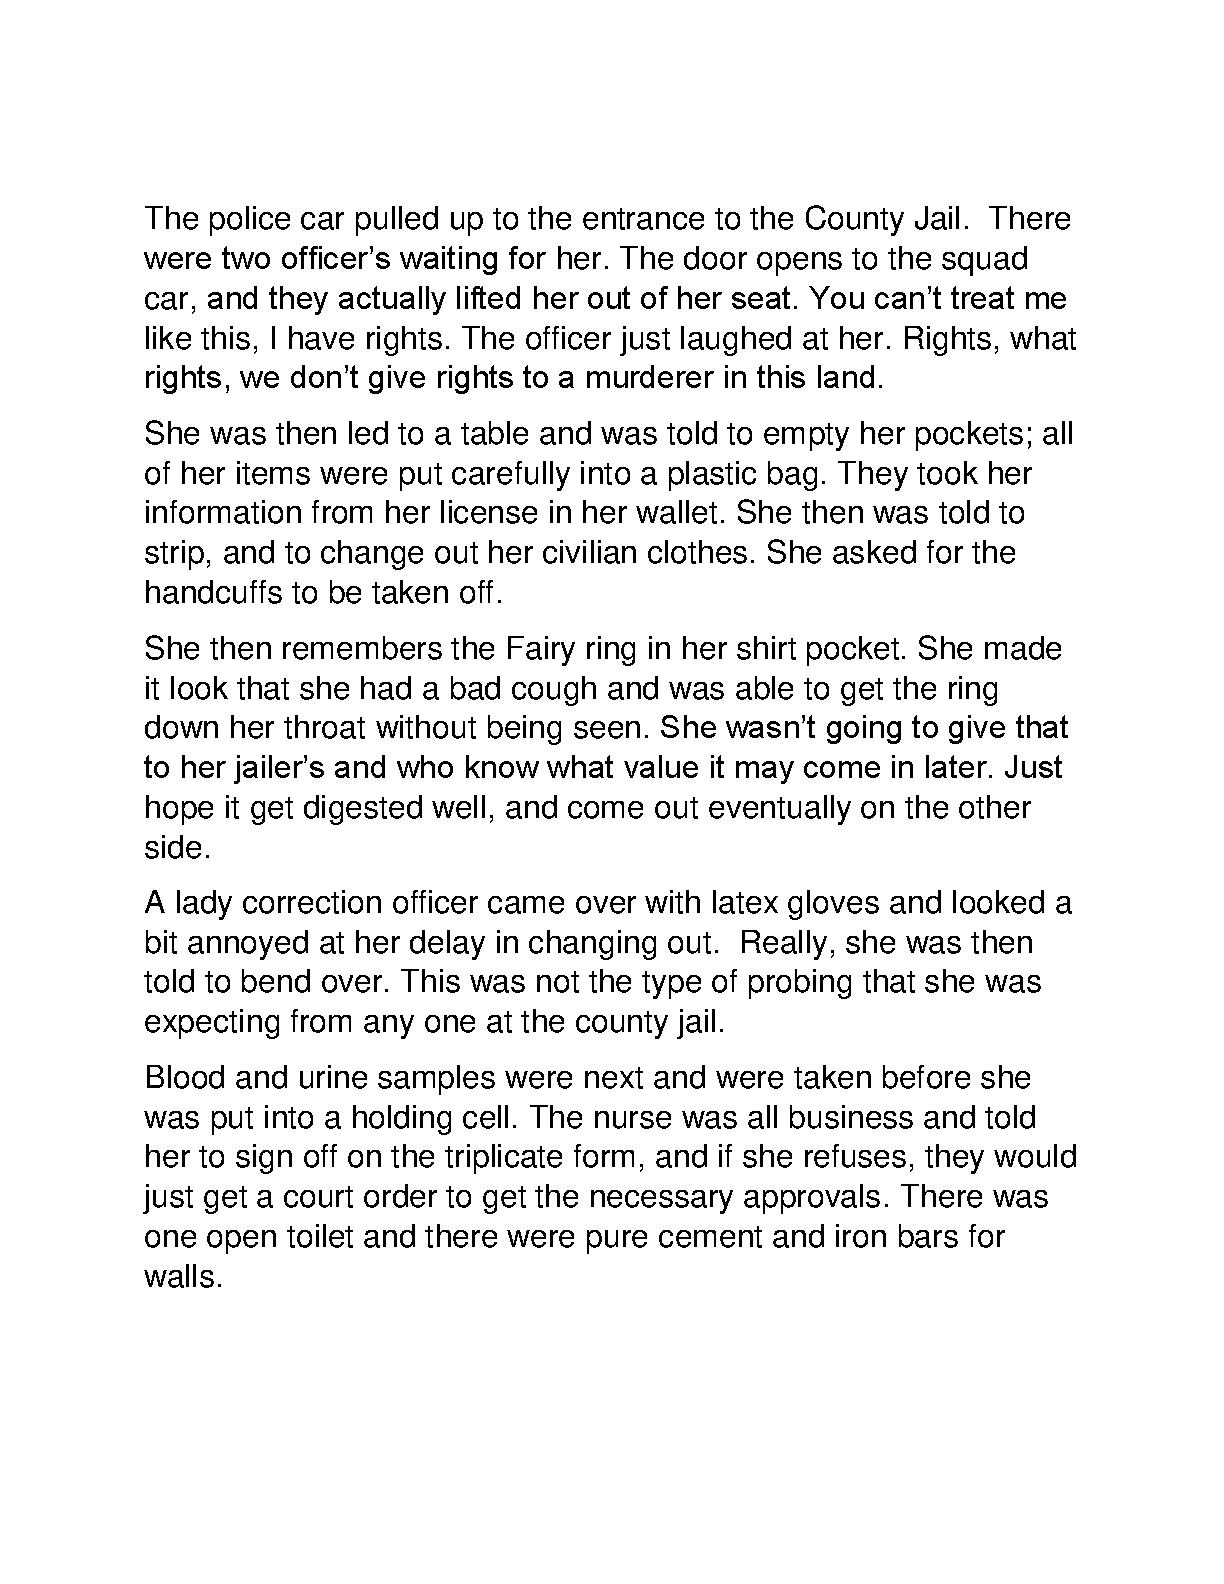 The police car pulled up to the entrance to the County Jail.  There
were two officer’s waiting for her. The door opens to the squad
car, and they actually lifted her out of her seat. You can’t treat me
like this, I have rights. The officer just laughed at her. Rights, what
rights, we don’t give rights to a murderer in this land.
She was then led to a table and was told to empty her pockets; all
of her items were put carefully into a plastic bag. They took her
information from her license in her wallet. She then was told to
strip, and to change out her civilian clothes. She asked for the
handcuffs to be taken off.
She then remembers the Fairy ring in her shirt pocket. She made
it look that she had a bad cough and was able to get the ring
down her throat without being seen. She wasn’t going to give that
to her jailer’s and who know what value it may come in later. Just
hope it get digested well, and come out eventually on the other
side.
A lady correction officer came over with latex gloves and looked a
bit annoyed at her delay in changing out.  Really, she was then
told to bend over. This was not the type of probing that she was
expecting from any one at the county jail.
Blood and urine samples were next and were taken before she
was put into a holding cell. The nurse was all business and told
her to sign off on the triplicate form, and if she refuses, they would
just get a court order to get the necessary approvals. There was
one open toilet and there were pure cement and iron bars for
walls.